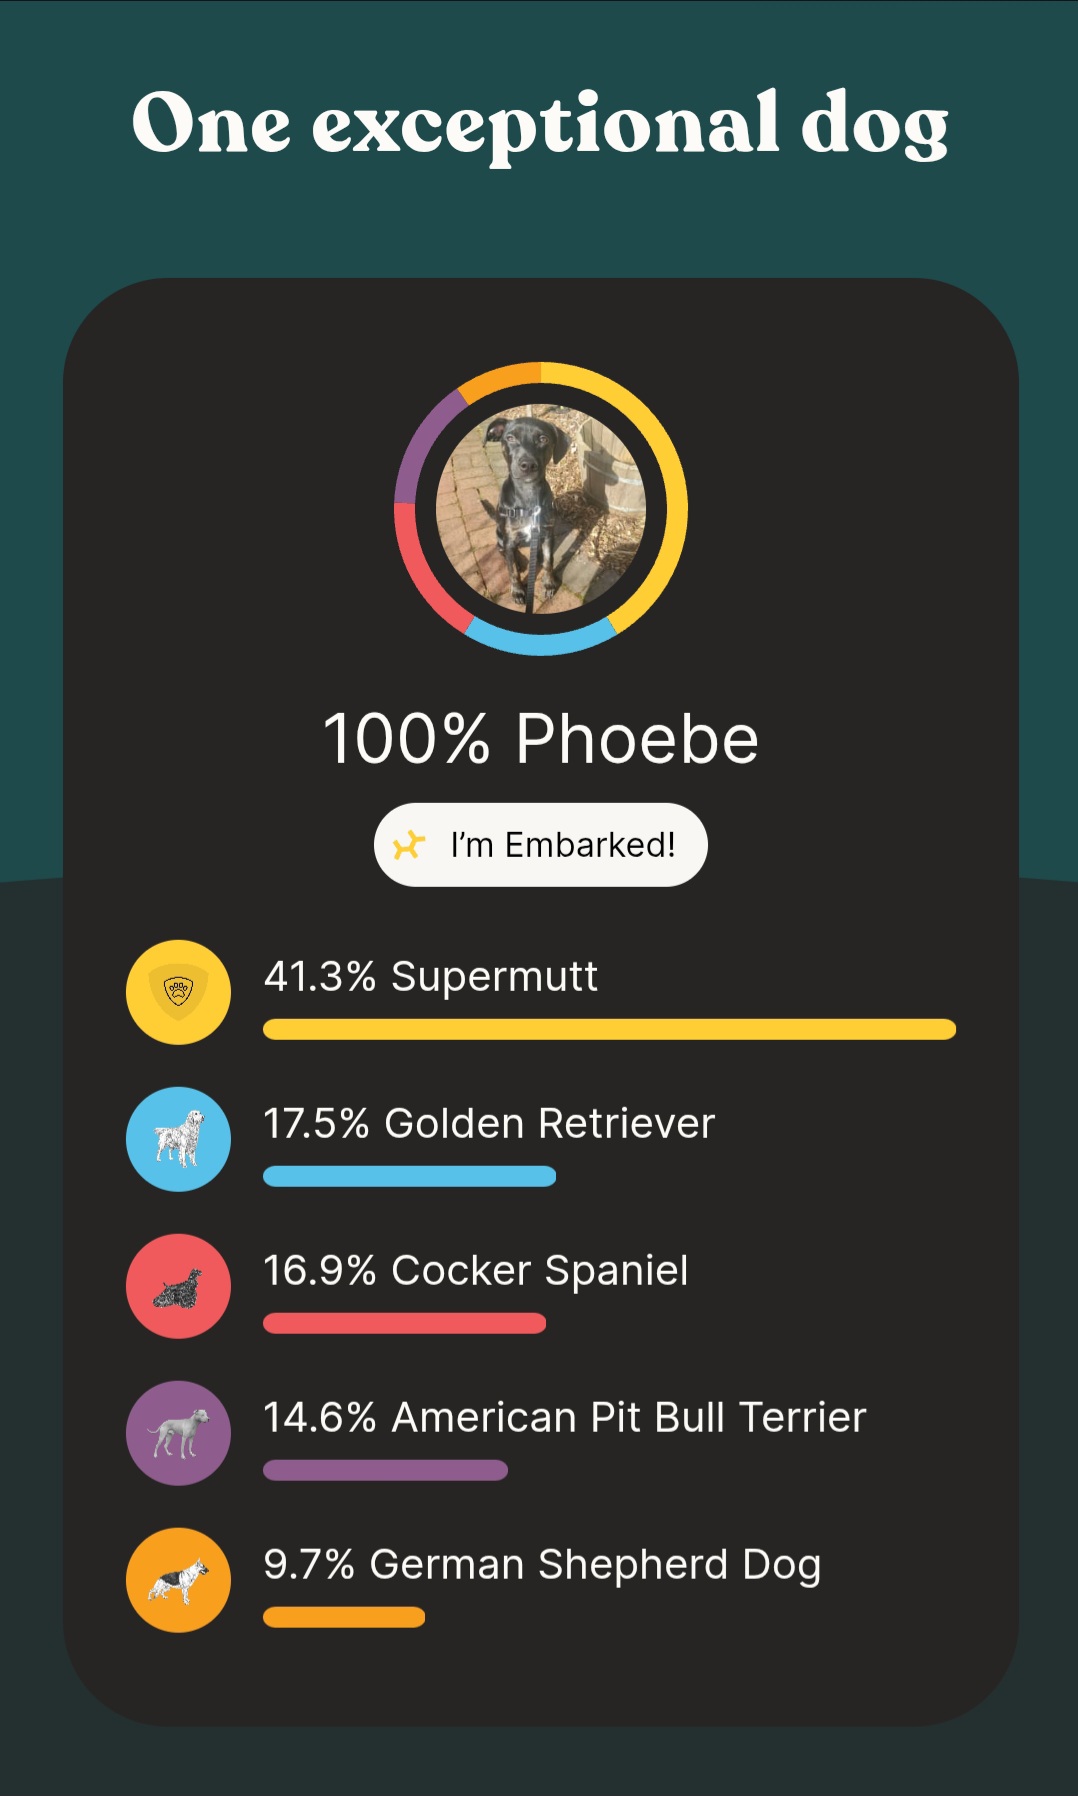 One exceptional dog
100% Phoebe
I’m Embarked!
41.3% Supermutt
17.5% Golden Retriever
16.9% Cocker Spaniel
14.6% American Pit Bull Terrier
9.7% German Shepherd Dog